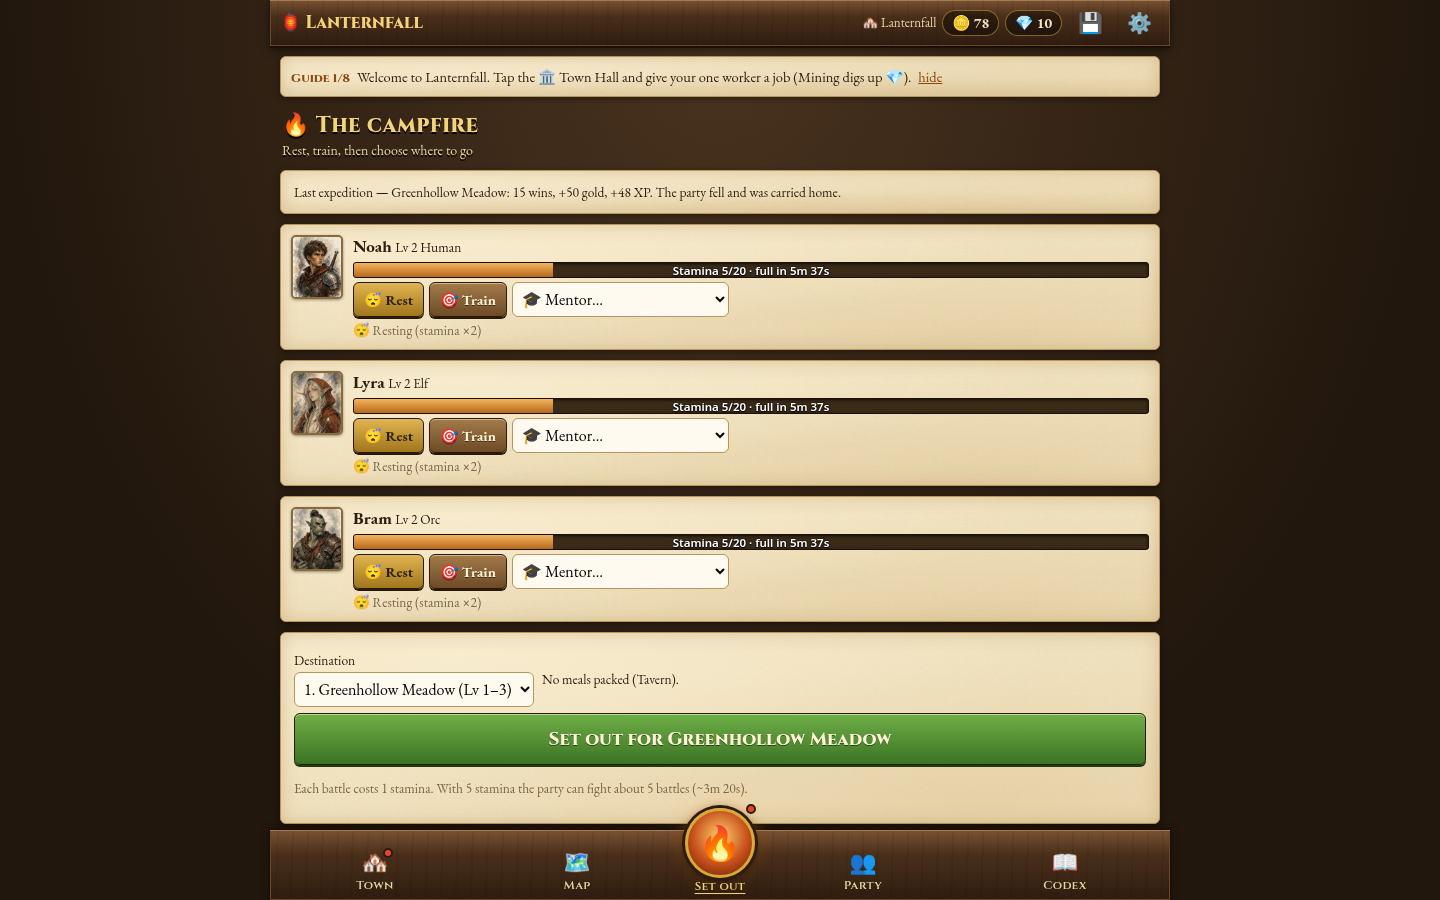 Lanternfall
Lanternfall 78 10
Guide 1/8 Welcome to Lanternfall. Tap the Town Hall and give your one worker a job (Mining digs up). hide
The campfire
Rest, train, then choose where to go
Last expedition — Greenhollow Meadow: 15 wins, +50 gold, +48 XP. The party fell and was carried home.
Noah Lv 2 Human
Stamina 5/20 · full in 5m 37s
Rest Train Mentor...
Resting (stamina ×2)
Lyra Lv 2 Elf
Stamina 5/20 · full in 5m 37s
Rest Train Mentor...
Resting (stamina ×2)
Bram Lv 2 Orc
Stamina 5/20 · full in 5m 37s
Rest Train Mentor...
Resting (stamina ×2)
Destination
1. Greenhollow Meadow (Lv 1–3) No meals packed (Tavern).
Set out for Greenhollow Meadow
Each battle costs 1 stamina. With 5 stamina the party can fight about 5 battles (~3m 20s).
Town Map Set out Party Codex